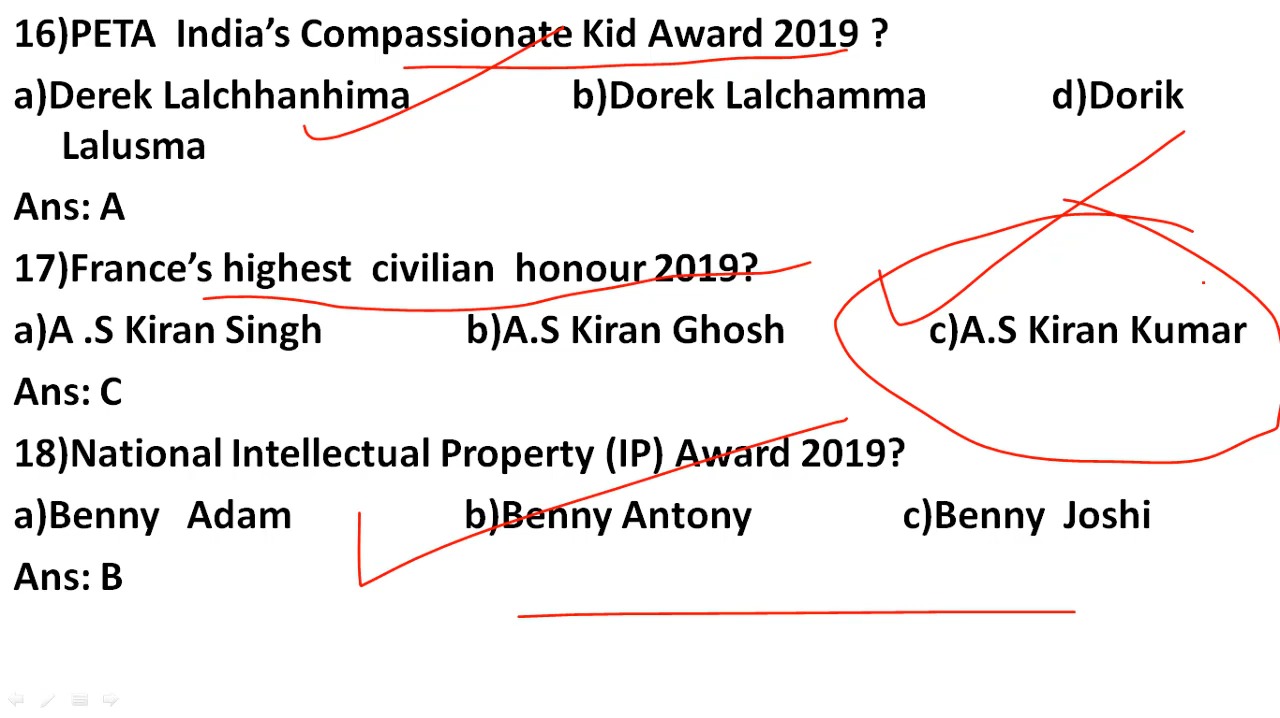 16)PETA India’s Compassionate Kid Award 2019 ?
a)Derek Lalchhanhima b)Dorek Lalchamma d)Dorik
Lalusma
Ans: A
17)France’s highest civilian honour 2019?
a)A .S Kiran Singh b)A.S Kiran Ghosh c)A.S Kiran Kumar
Ans: C
18)National Intellectual Property (IP) Award 2019?
a)Benny Adam b)Benny Antony c)Benny Joshi
Ans: B